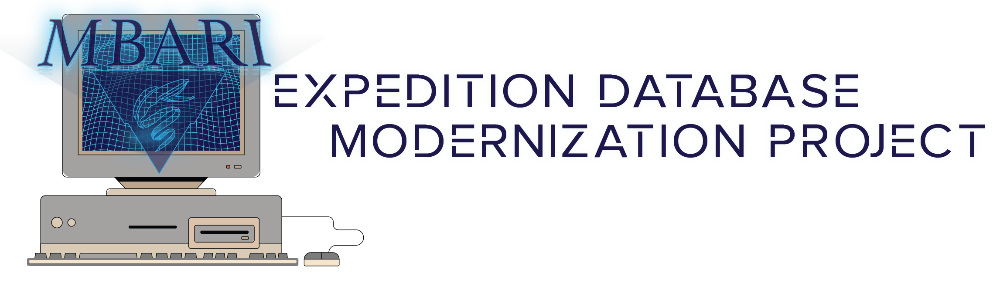 MBARI
EXPEDITION DATABASE
MODERNIZATION PROJECT